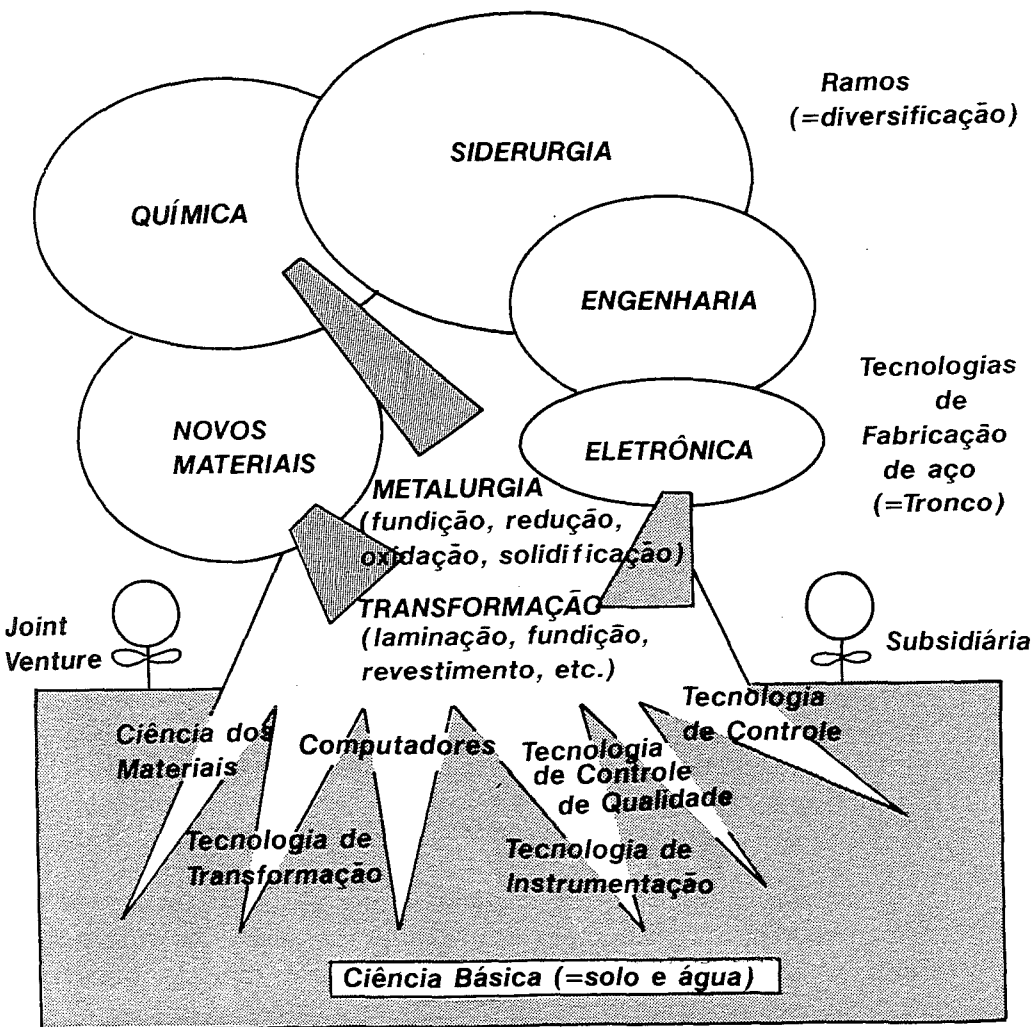 Ramos
(=diversificação)
SIDERURGIA
QUÍMICA
ENGENHARIA
Tecnologias
de
Fabricação
de aço
(=Tronco)
NOVOS
MATERIAIS
ELETRÔNICA
METALURGIA
(fundição, redução,
oxidação, solidificação)
TRANSFORMAÇÃO
(laminação, fundição,
revestimento, etc.)
Joint
Venture
Subsidiária
Ciência dos
Materiais
Computadores
Tecnologia
de Controle
de Qualidade
Tecnologia
de Controle
Tecnologia de
Transformação
Tecnologia de
Instrumentação
Ciência Básica (=solo e água)